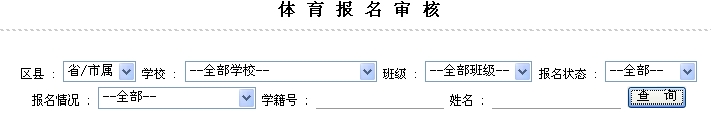 体 育 报 名 审 核
区县 : 省/市属 学校 : --全部学校-- 班级 : --全部班级-- 报名状态 : --全部--
报名情况 : --全部-- 学籍号 : 姓名 : 查 询